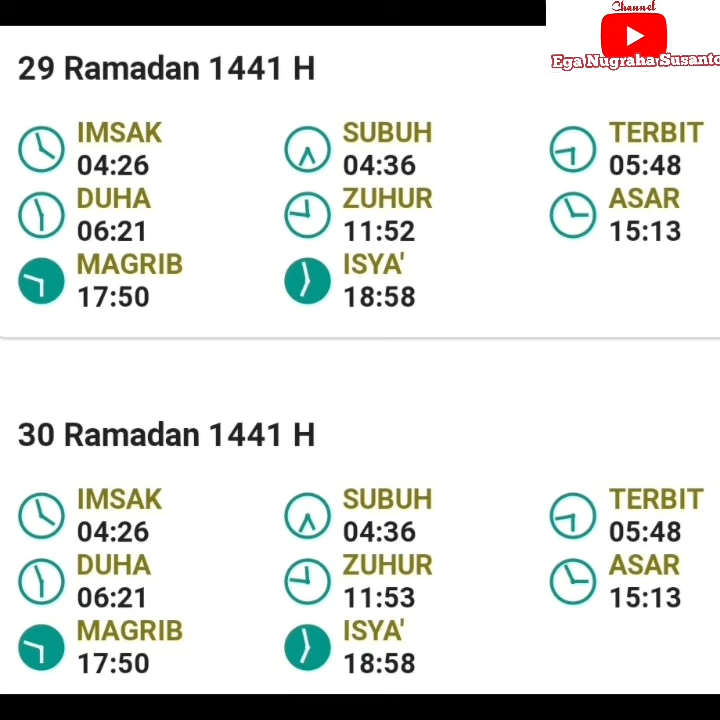 Channel
Ega Nugraha Susanto
29 Ramadan 1441 H
IMSAK SUBUH TERBIT
04:26 04:36 05:48
DUHA ZUHUR ASAR
06:21 11:52 15:13
MAGRIB ISYA'
17:50 18:58
30 Ramadan 1441 H
IMSAK SUBUH TERBIT
04:26 04:36 05:48
DUHA ZUHUR ASAR
06:21 11:53 15:13
MAGRIB ISYA'
17:50 18:58